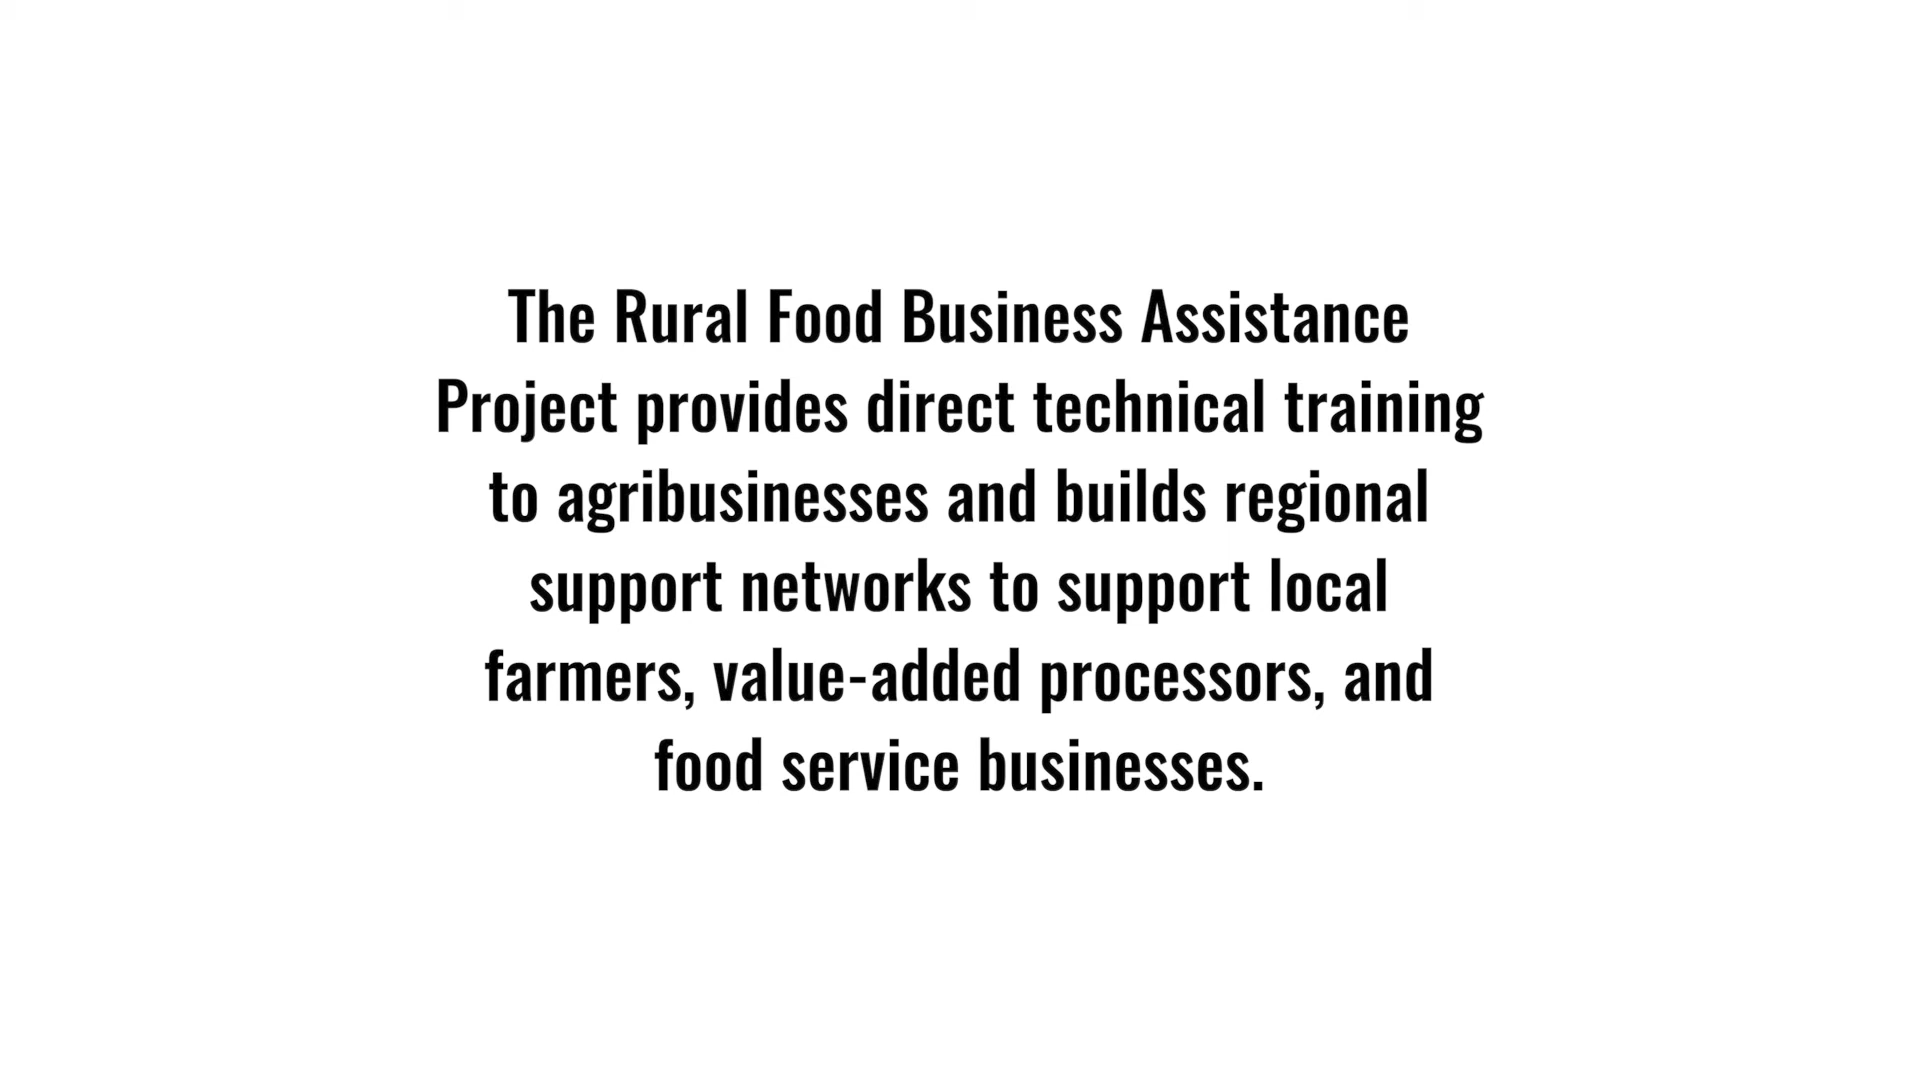 The Rural Food Business Assistance
Project provides direct technical training
to agribusinesses and builds regional
support networks to support local
farmers, value-added processors, and
food service businesses.